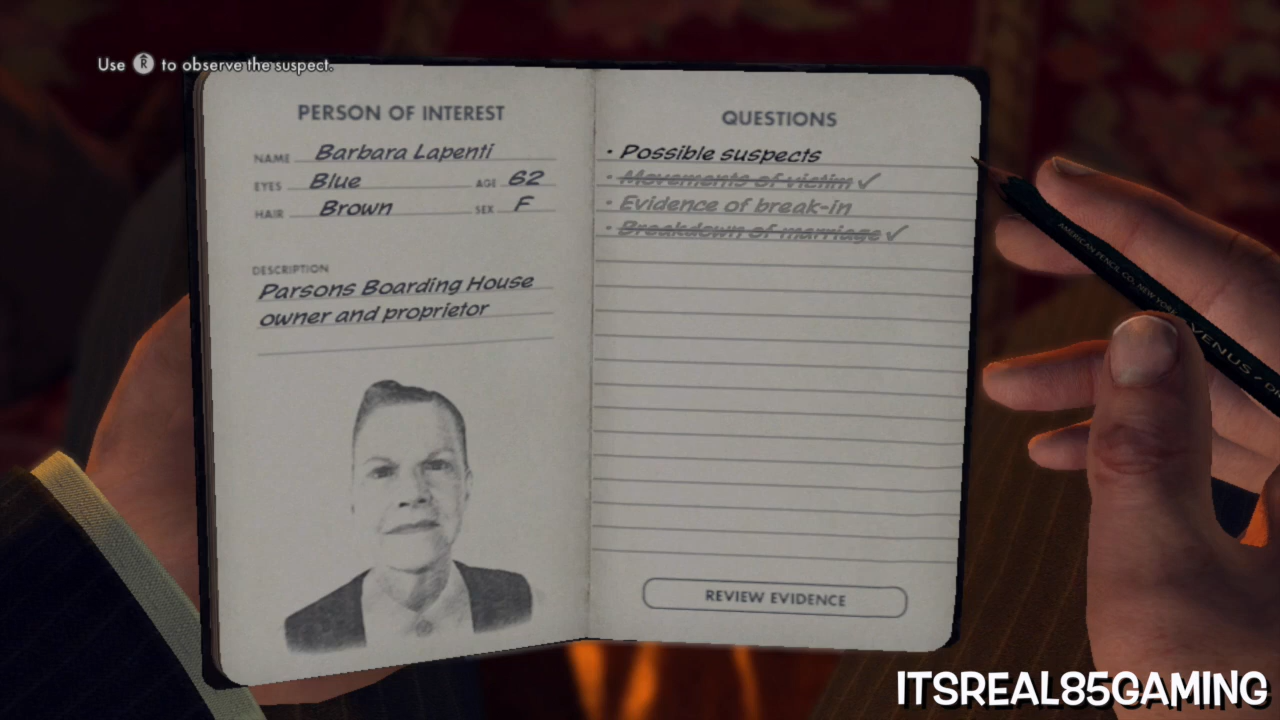 Use R to observe the suspect.
PERSON OF INTEREST
NAME Barbara Lapenti
EYES Blue AGE 62
HAIR Brown SEX F
DESCRIPTION
Parsons Boarding House
owner and proprietor
QUESTIONS
• Possible suspects
• Movements of victim ✓
• Evidence of break-in
• Breakdown of marriage ✓
REVIEW EVIDENCE
AMERICAN PENCIL CO. NEW YORK VENUS
ITSREAL85GAMING